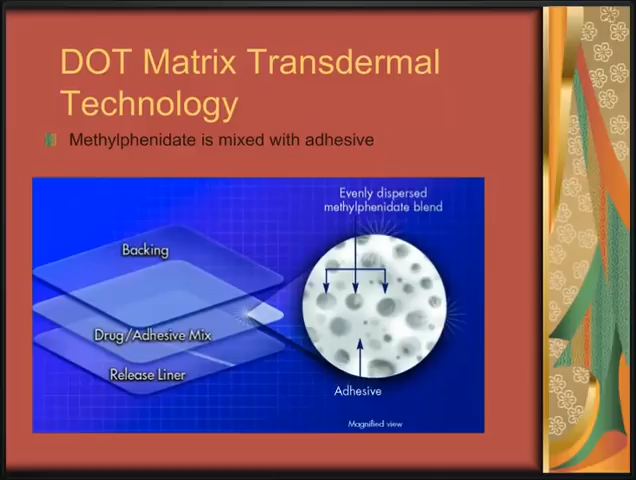 DOT Matrix Transdermal
Technology
Methylphenidate is mixed with adhesive
Evenly dispersed
methylphenidate blend
Backing
Drug/Adhesive Mix
Release Liner
Adhesive
Magnified view